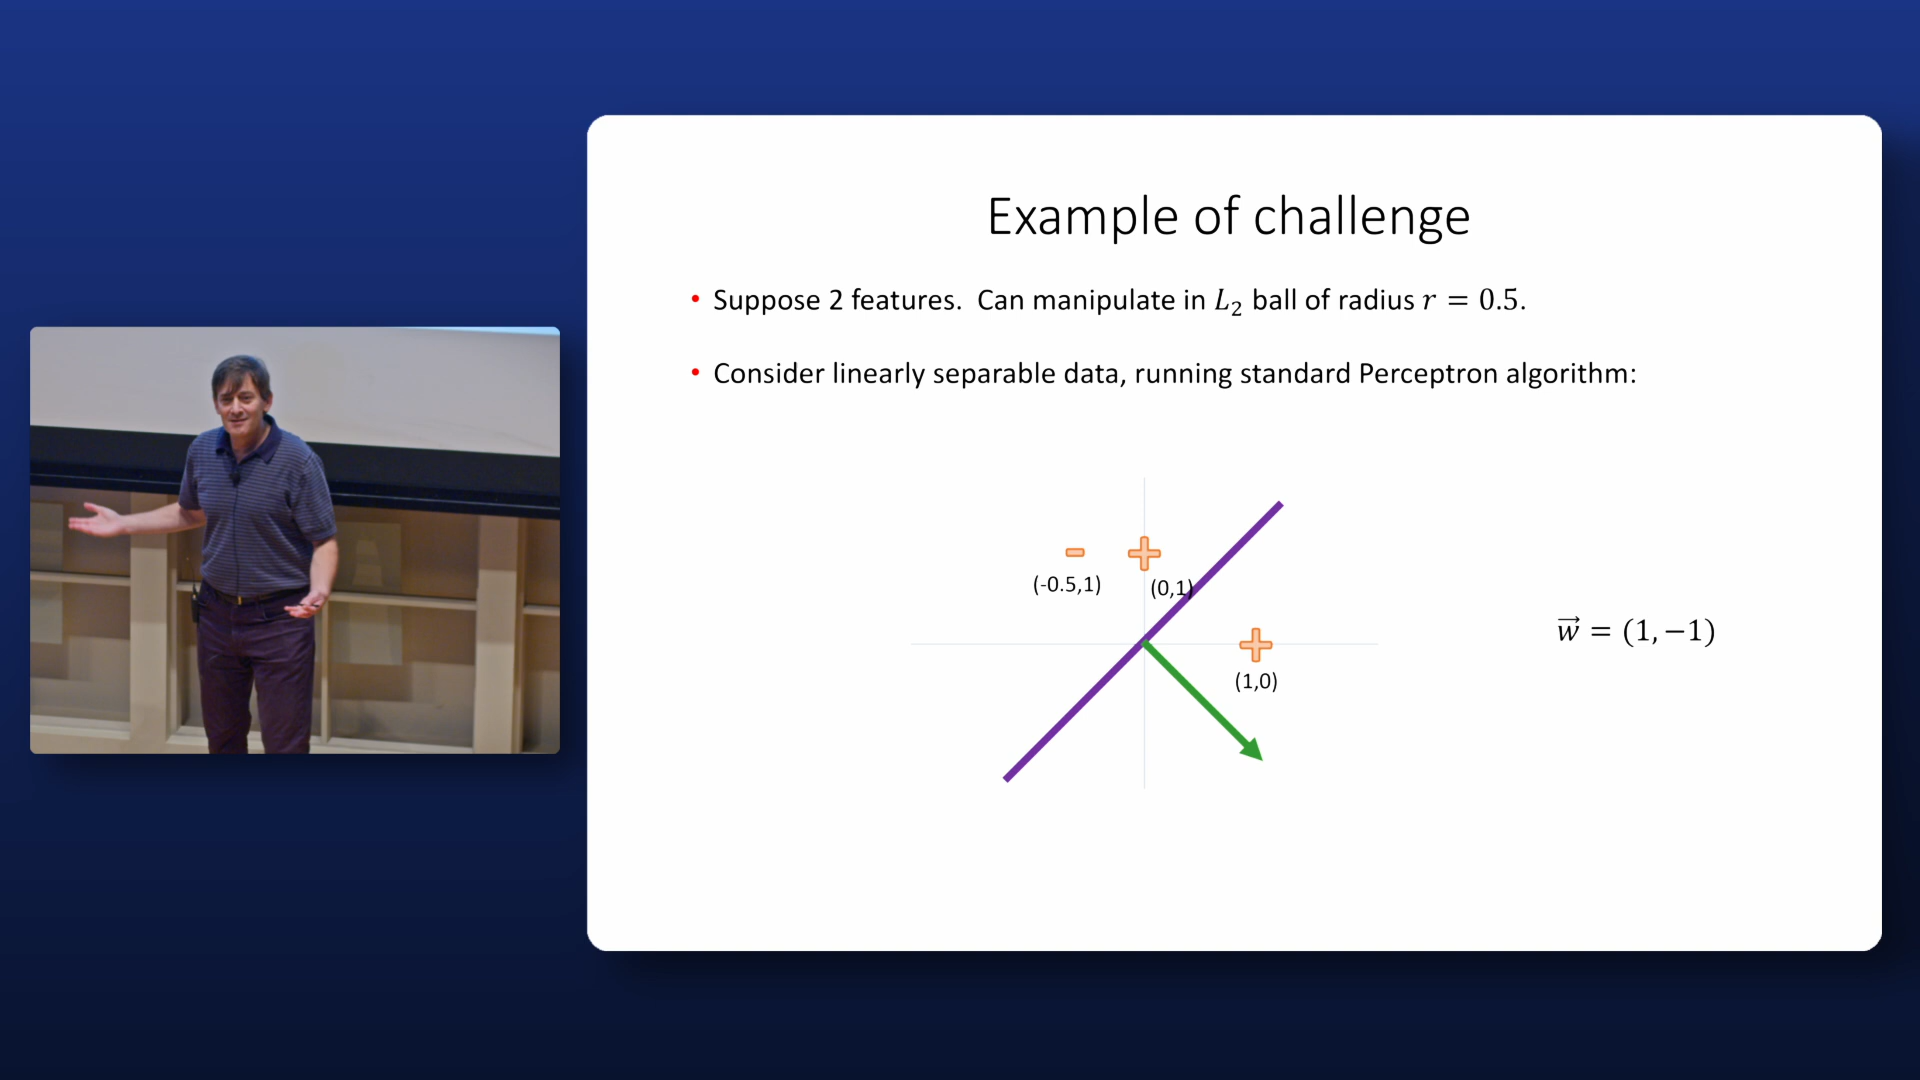 Example of challenge
• Suppose 2 features. Can manipulate in L₂ ball of radius r = 0.5.
• Consider linearly separable data, running standard Perceptron algorithm:
(-0.5,1)
(0,1)
w⃗ = (1,−1)
(1,0)